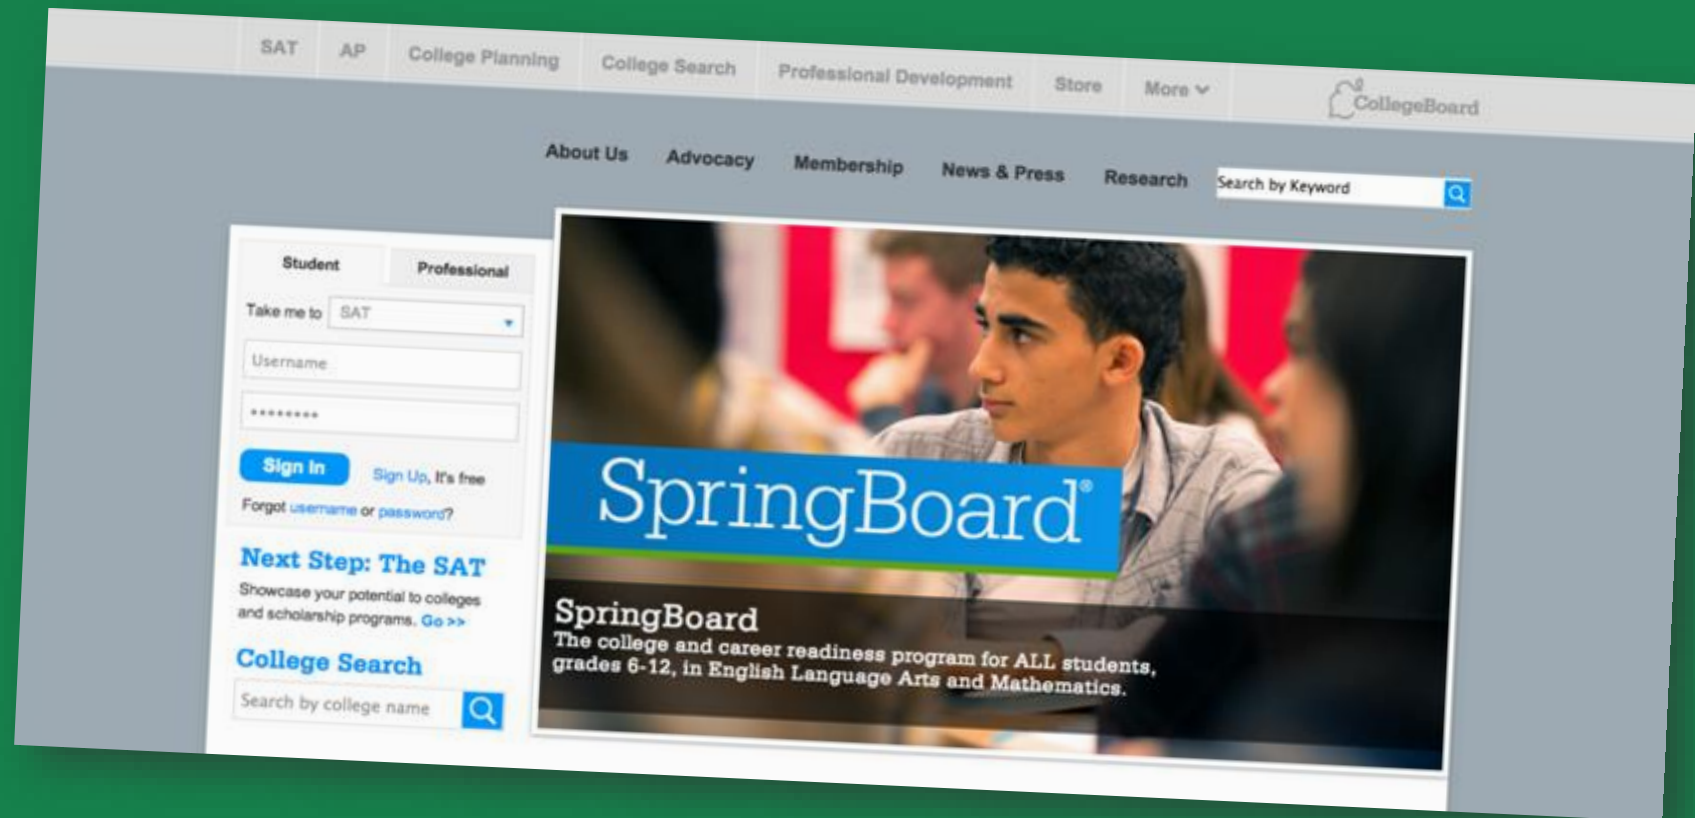 SAT AP College Planning College Search Professional Development Store More
CollegeBoard
About Us Advocacy Membership News & Press Research Search by Keyword
Student Professional
Take me to SAT
Username
********
Sign In Sign Up, It's free
Forgot username or password?
Next Step: The SAT
Showcase your potential to colleges
and scholarship programs. Go >>
College Search
Search by college name
SpringBoard®
SpringBoard
The college and career readiness program for ALL students,
grades 6-12, in English Language Arts and Mathematics.